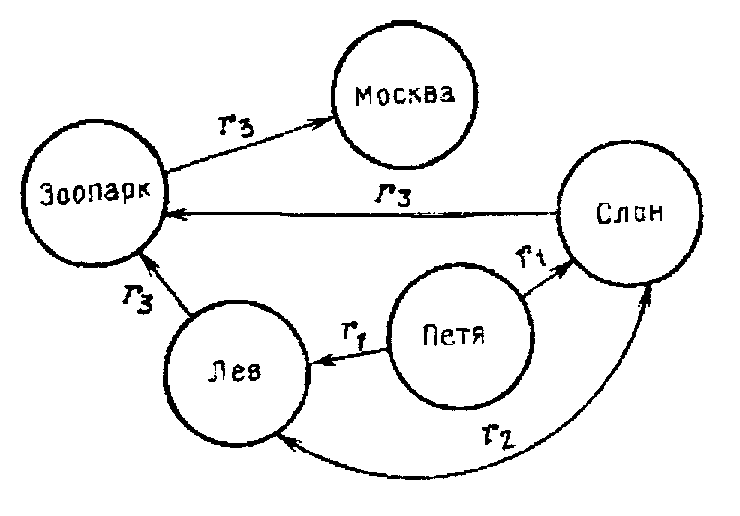 Москва
r3
Зоопарк
r3
Слон
r1
r3
Петя
r1
Лев
r2